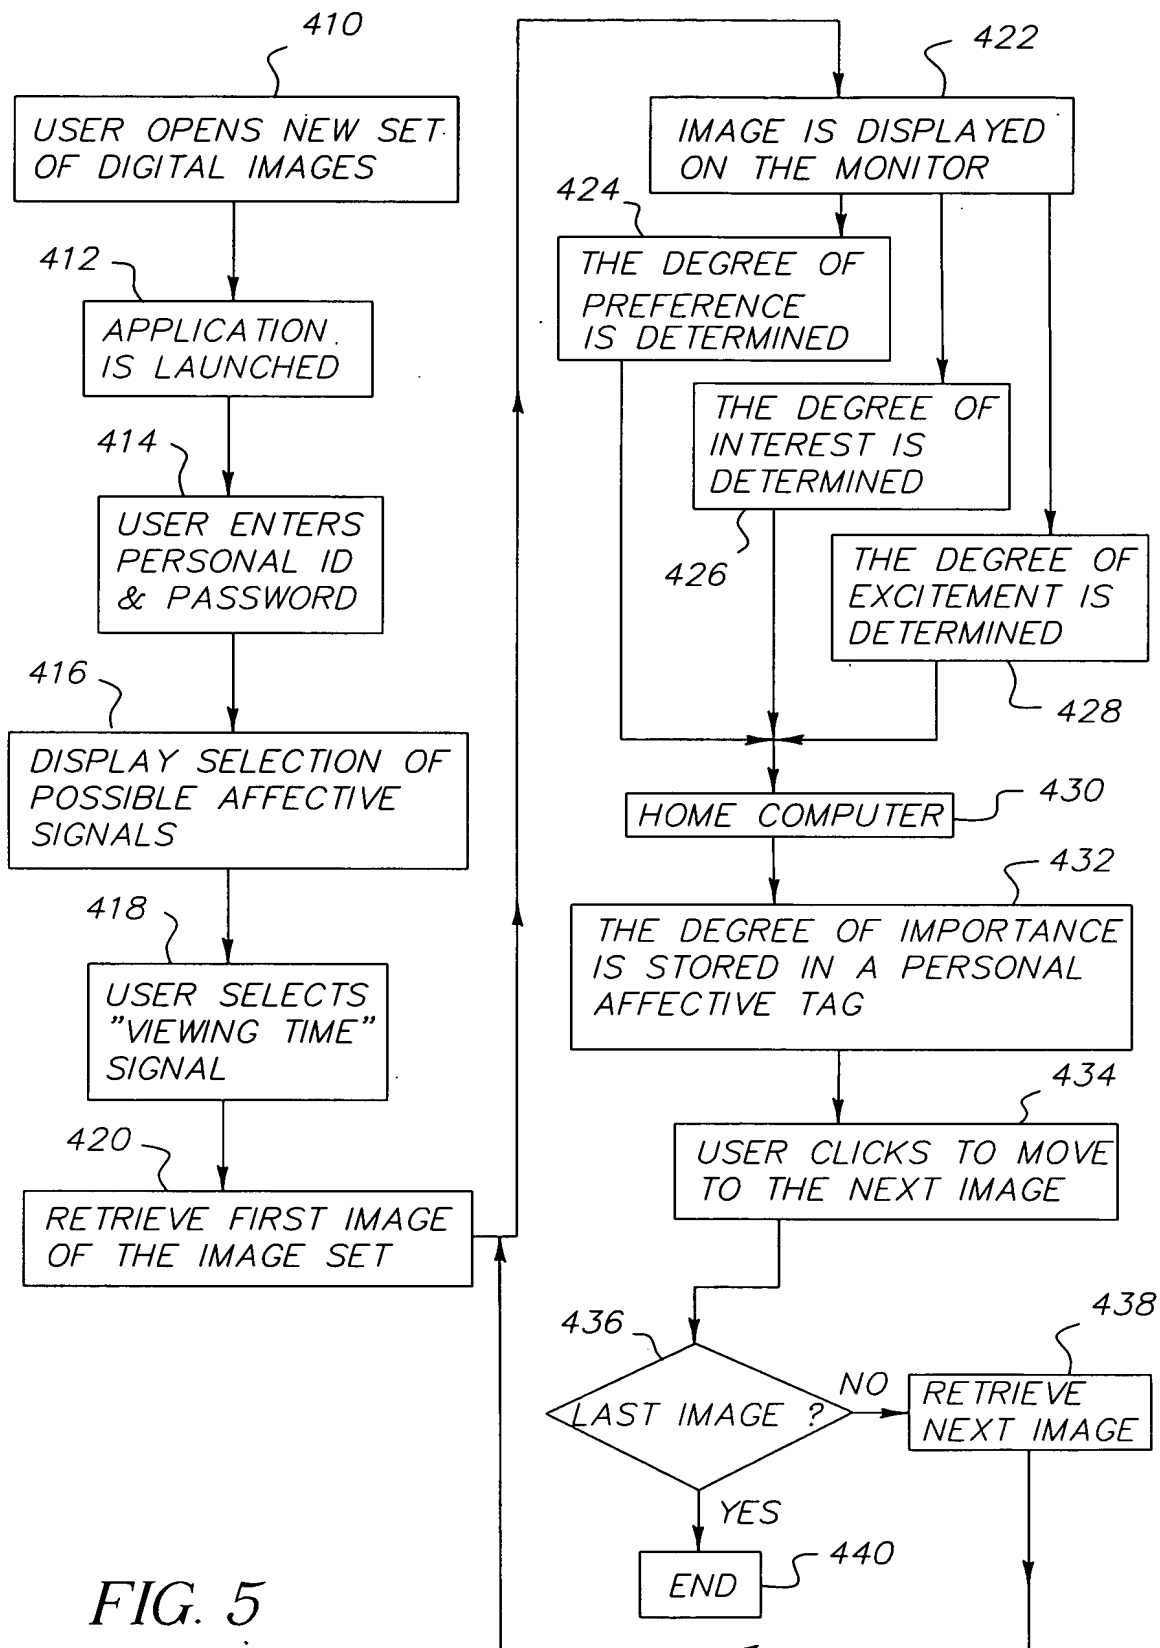 410
USER OPENS NEW SET
OF DIGITAL IMAGES
412
APPLICATION
IS LAUNCHED
414
USER ENTERS
PERSONAL ID
& PASSWORD
416
DISPLAY SELECTION OF
POSSIBLE AFFECTIVE
SIGNALS
418
USER SELECTS
"VIEWING TIME"
SIGNAL
420
RETRIEVE FIRST IMAGE
OF THE IMAGE SET
422
IMAGE IS DISPLAYED
ON THE MONITOR
424
THE DEGREE OF
PREFERENCE
IS DETERMINED
THE DEGREE OF
INTEREST IS
DETERMINED
426
THE DEGREE OF
EXCITEMENT IS
DETERMINED
428
HOME COMPUTER
430
432
THE DEGREE OF IMPORTANCE
IS STORED IN A PERSONAL
AFFECTIVE TAG
434
USER CLICKS TO MOVE
TO THE NEXT IMAGE
436
LAST IMAGE ?
NO
438
RETRIEVE
NEXT IMAGE
YES
END
440
FIG. 5